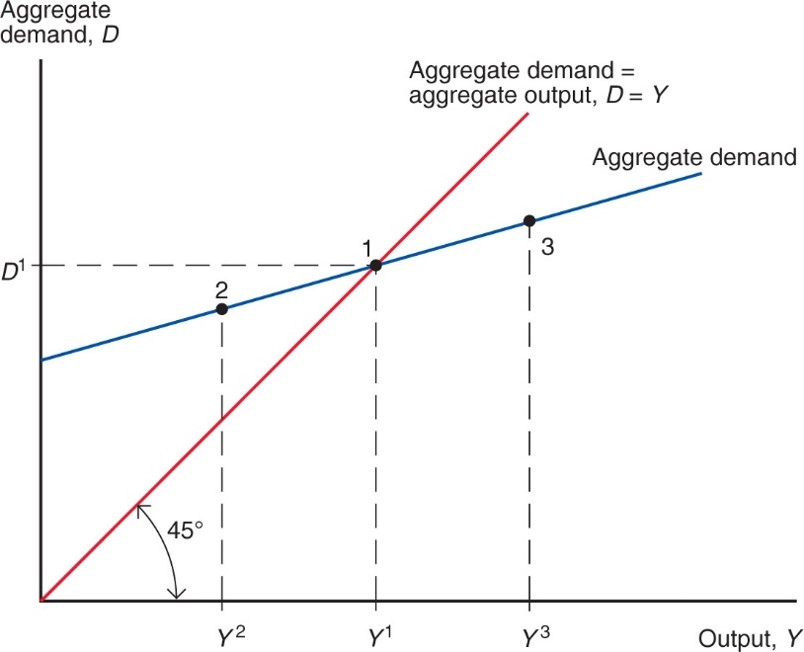 Aggregate
demand, D
Aggregate demand =
aggregate output, D = Y
Aggregate demand
1
D¹
3
2
45°
Y²
Y¹
Y³
Output, Y